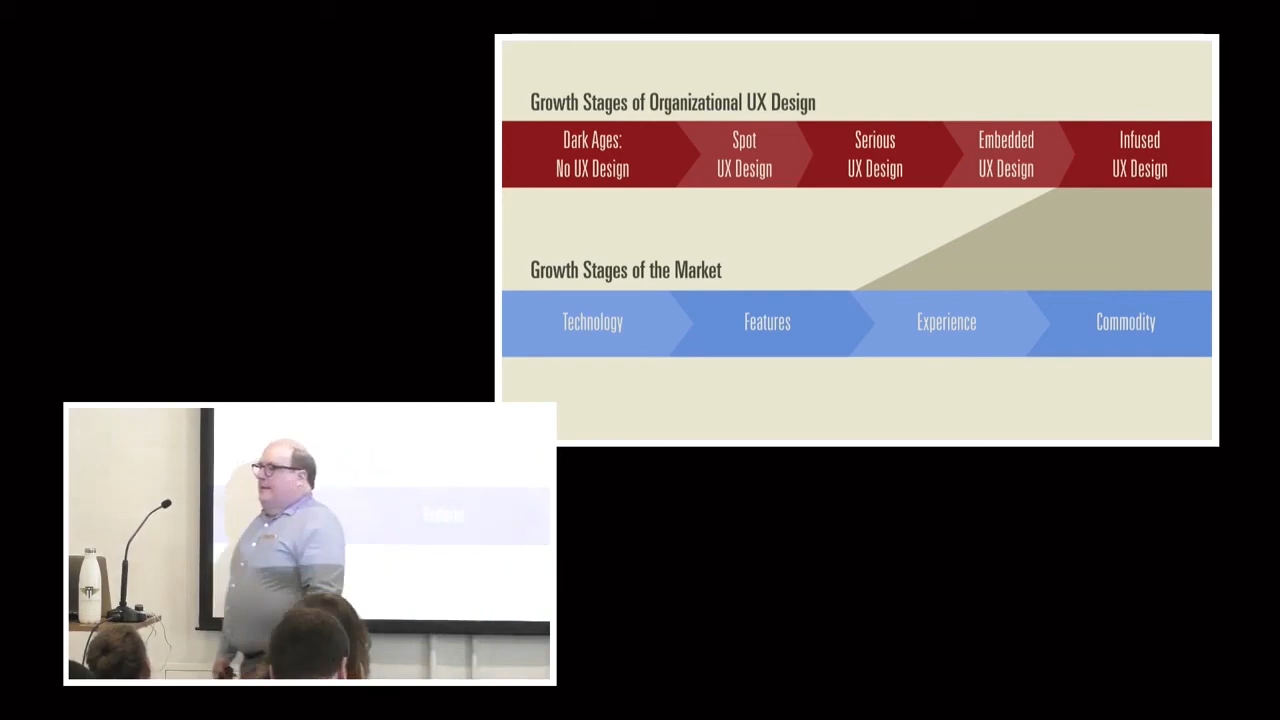 Growth Stages of Organizational UX Design
Dark Ages: Spot Serious Embedded Infused
No UX Design UX Design UX Design UX Design UX Design
Growth Stages of the Market
Technology Features Experience Commodity
Features